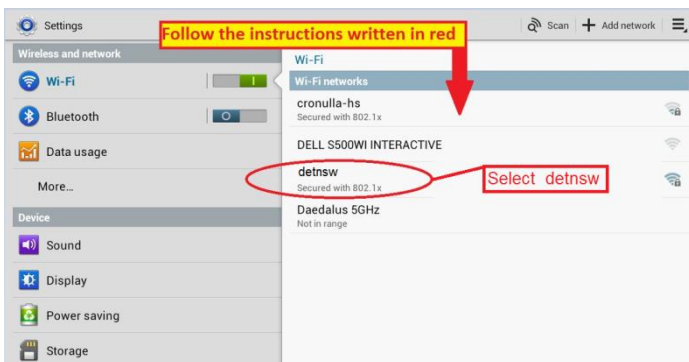 Settings
Scan
Add network
Follow the instructions written in red
Wireless and network
Wi-Fi
Bluetooth
Data usage
More...
Device
Sound
Display
Power saving
Storage
Wi-Fi
Wi-Fi networks
cronulla-hs
Secured with 802.1x
DELL S500WI INTERACTIVE
detnsw
Secured with 802.1x
Select detnsw
Daedalus 5GHz
Not in range